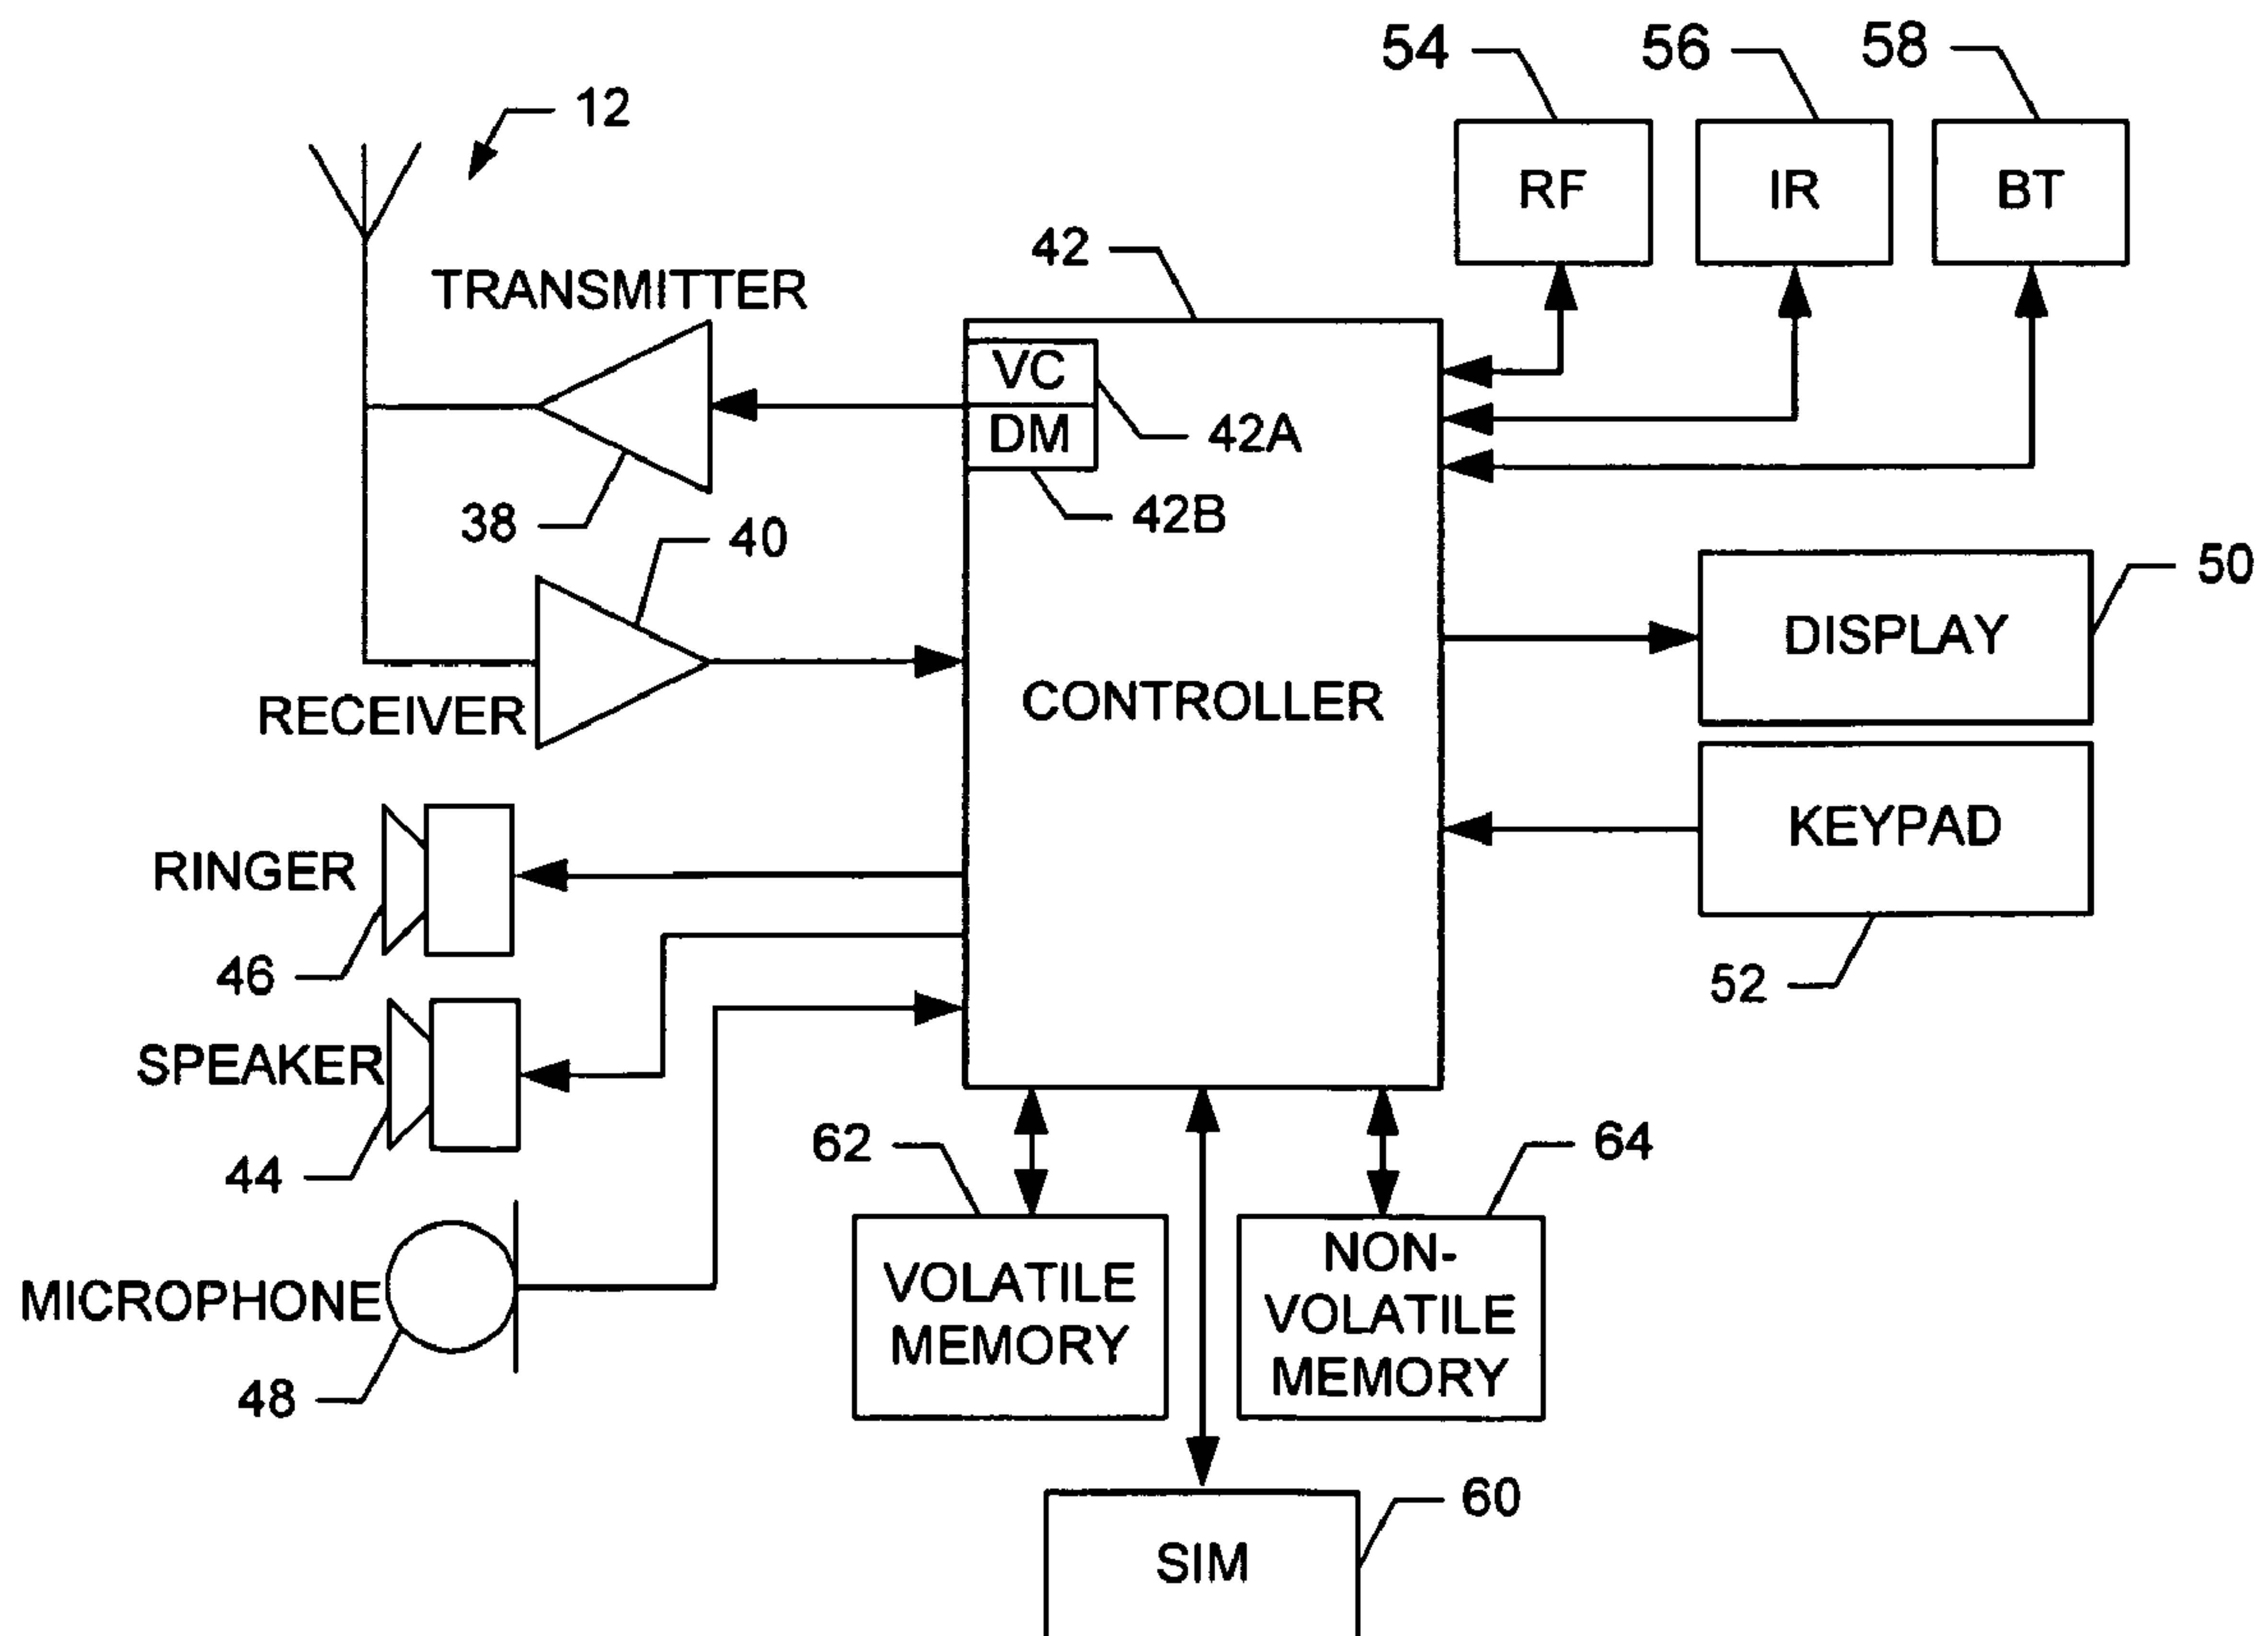 54
56
58
12
RF
IR
BT
42
TRANSMITTER
VC
DM
42A
38
42B
40
50
DISPLAY
CONTROLLER
RECEIVER
KEYPAD
RINGER
46
52
SPEAKER
44
62
64
VOLATILE
MEMORY
NON-
VOLATILE
MEMORY
MICROPHONE
48
60
SIM